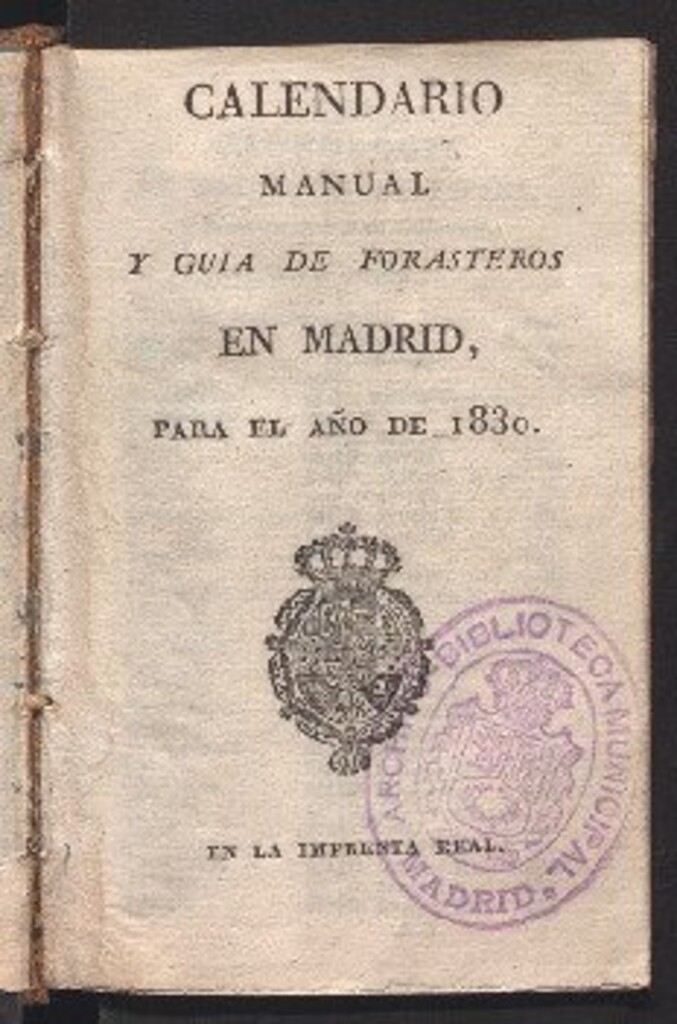 CALENDARIO
MANUAL
Y GUIA DE FORASTEROS
EN MADRID,
PARA EL AÑO DE 1830.
EN LA IMPRENTA REAL.
BIBLIOTECA MUNICIPAL
MADRID.